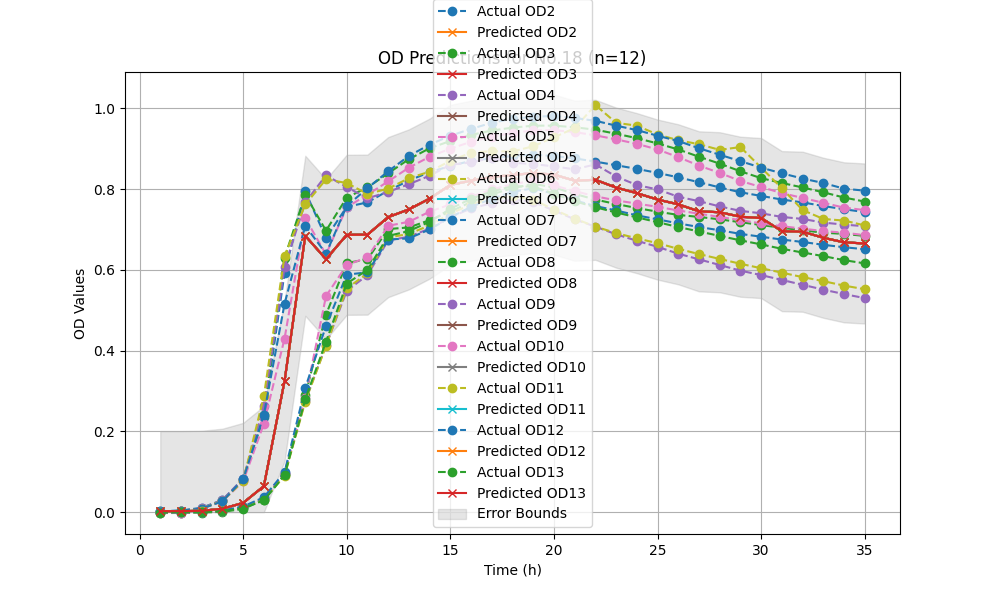 Actual OD2
Predicted OD2
Actual OD3
OD Predictions for No.18 (n=12)
Predicted OD3
Actual OD4
Predicted OD4
Actual OD5
Predicted OD5
Actual OD6
Predicted OD6
Actual OD7
Predicted OD7
Actual OD8
Predicted OD8
Actual OD9
Predicted OD9
Actual OD10
Predicted OD10
Actual OD11
Predicted OD11
Actual OD12
Predicted OD12
Actual OD13
Predicted OD13
Error Bounds
OD Values
1.0
0.8
0.6
0.4
0.2
0.0
0 5 10 15 20 25 30 35
Time (h)